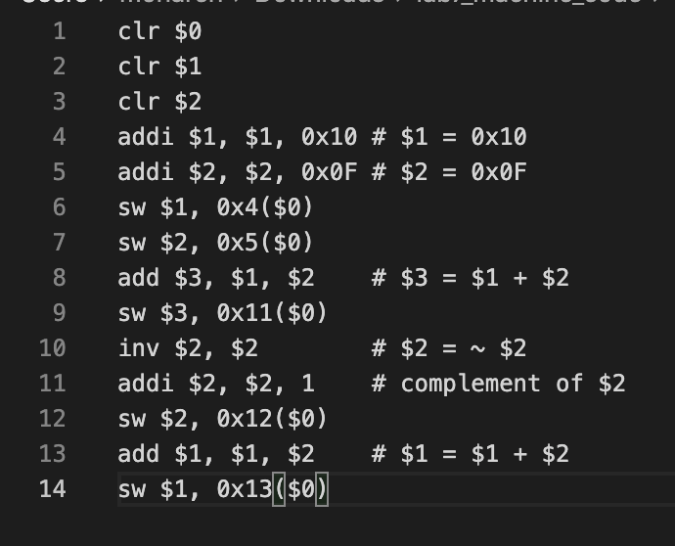 1 clr $0
2 clr $1
3 clr $2
4 addi $1, $1, 0x10 # $1 = 0x10
5 addi $2, $2, 0x0F # $2 = 0x0F
6 sw $1, 0x4($0)
7 sw $2, 0x5($0)
8 add $3, $1, $2 # $3 = $1 + $2
9 sw $3, 0x11($0)
10 inv $2, $2 # $2 = ~ $2
11 addi $2, $2, 1 # complement of $2
12 sw $2, 0x12($0)
13 add $1, $1, $2 # $1 = $1 + $2
14 sw $1, 0x13($0)